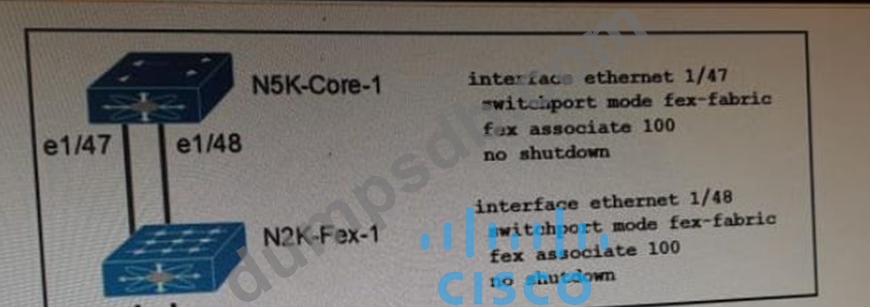 N5K-Core-1
e1/47
e1/48
N2K-Fex-1
interface ethernet 1/47
switchport mode fex-fabric
fex associate 100
no shutdown
interface ethernet 1/48
switchport mode fex-fabric
fex associate 100
no shutdown
CISCO